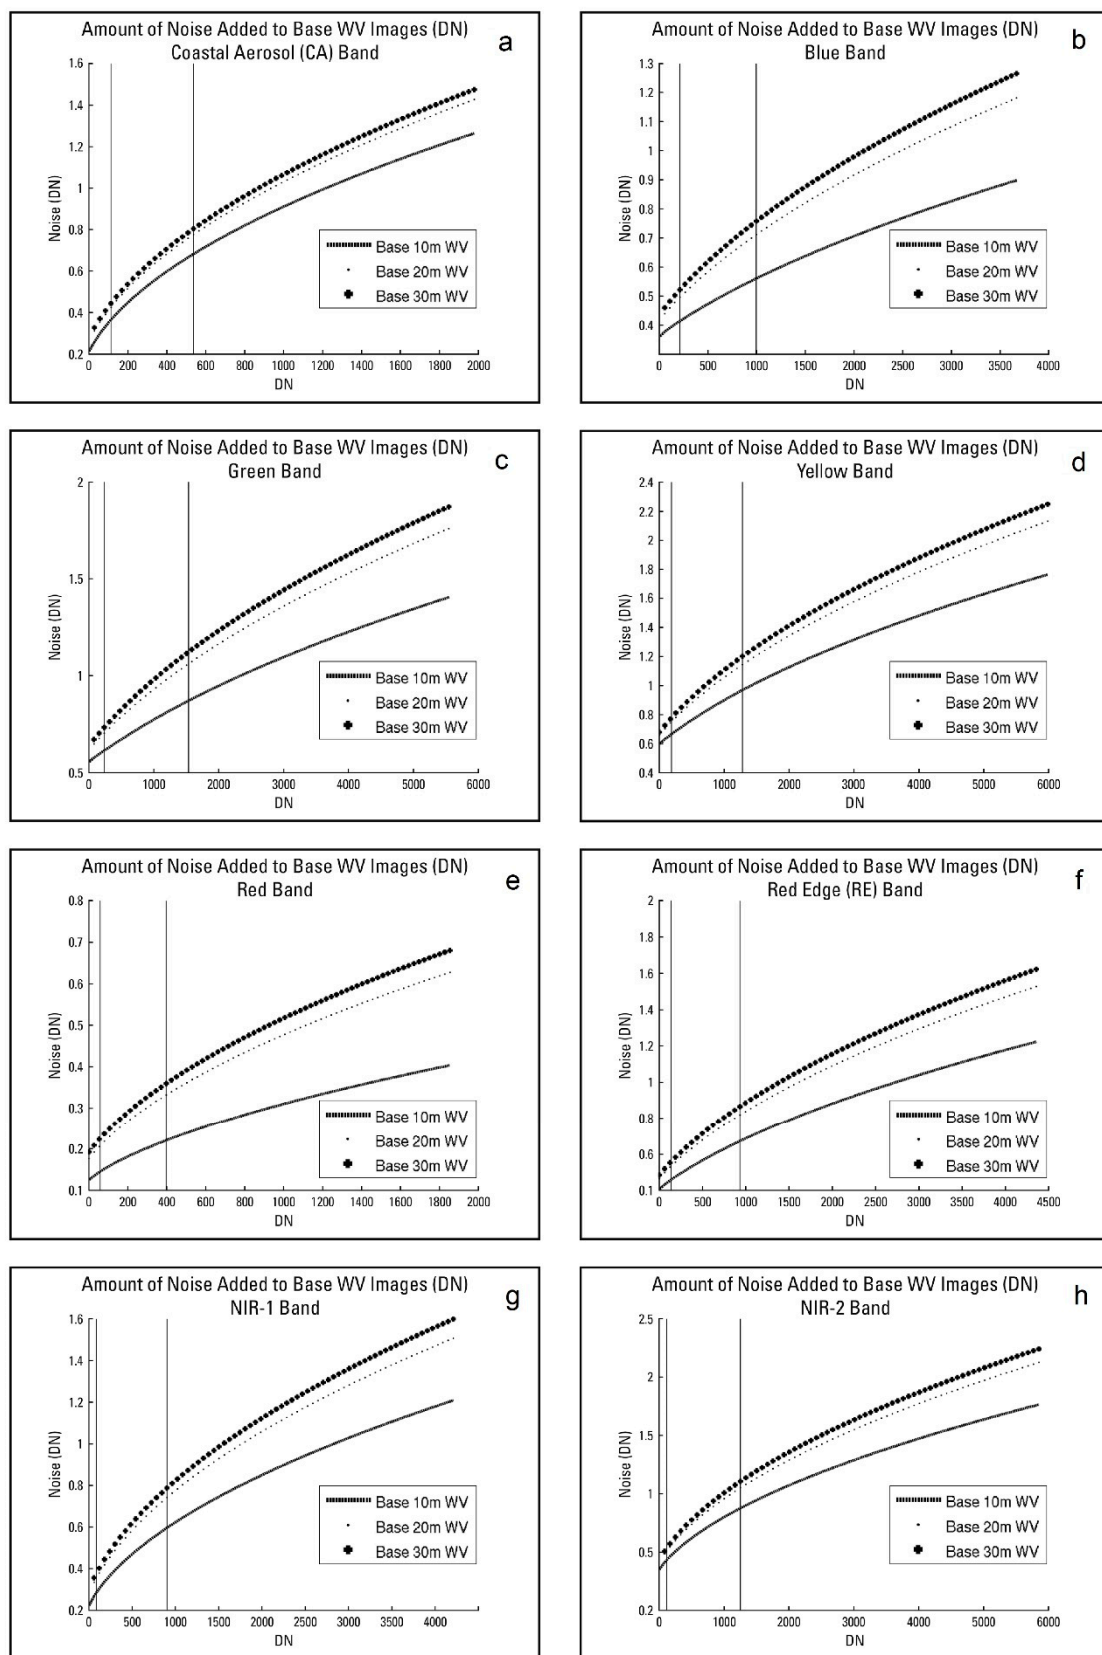 Amount of Noise Added to Base WV Images (DN)
Coastal Aerosol (CA) Band
a
1.6
1.4
1.2
1
0.8
0.6
0.4
0.2
Noise (DN)
0 200 400 600 800 1000 1200 1400 1600 1800 2000
DN
Base 10m WV
Base 20m WV
Base 30m WV
Amount of Noise Added to Base WV Images (DN)
Blue Band
b
1.3
1.2
1.1
1
0.9
0.8
0.7
0.6
0.5
0.4
Noise (DN)
0 500 1000 1500 2000 2500 3000 3500 4000
DN
Base 10m WV
Base 20m WV
Base 30m WV
Amount of Noise Added to Base WV Images (DN)
Green Band
c
2
1.5
1
0.5
Noise (DN)
0 1000 2000 3000 4000 5000 6000
DN
Base 10m WV
Base 20m WV
Base 30m WV
Amount of Noise Added to Base WV Images (DN)
Yellow Band
d
2.4
2.4
2.2
2
1.8
1.6
1.4
1.2
1
0.8
0.6
0.4
Noise (DN)
0 1000 2000 3000 4000 5000 6000
DN
Base 10m WV
Base 20m WV
Base 30m WV
Amount of Noise Added to Base WV Images (DN)
Red Band
e
0.8
0.7
0.6
0.5
0.4
0.3
0.2
0.1
Noise (DN)
0 200 400 600 800 1000 1200 1400 1600 1800 2000
DN
Base 10m WV
Base 20m WV
Base 30m WV
Amount of Noise Added to Base WV Images (DN)
Red Edge (RE) Band
f
2
1.8
1.6
1.4
1.2
1
0.8
0.6
0.1
Noise (DN)
0 500 1000 1500 2000 2500 3000 3500 4000 4500
DN
Base 10m WV
Base 20m WV
Base 30m WV
Amount of Noise Added to Base WV Images (DN)
NIR-1 Band
g
1.6
1.4
1.2
1
0.8
0.6
0.4
0.2
Noise (DN)
0 500 1000 1500 2000 2500 3000 3500 4000
DN
Base 10m WV
Base 20m WV
Base 30m WV
Amount of Noise Added to Base WV Images (DN)
NIR-2 Band
h
2.5
2
1.5
1
0.5
0.2
Noise (DN)
0 1000 2000 3000 4000 5000 6000
DN
Base 10m WV
Base 20m WV
Base 30m WV